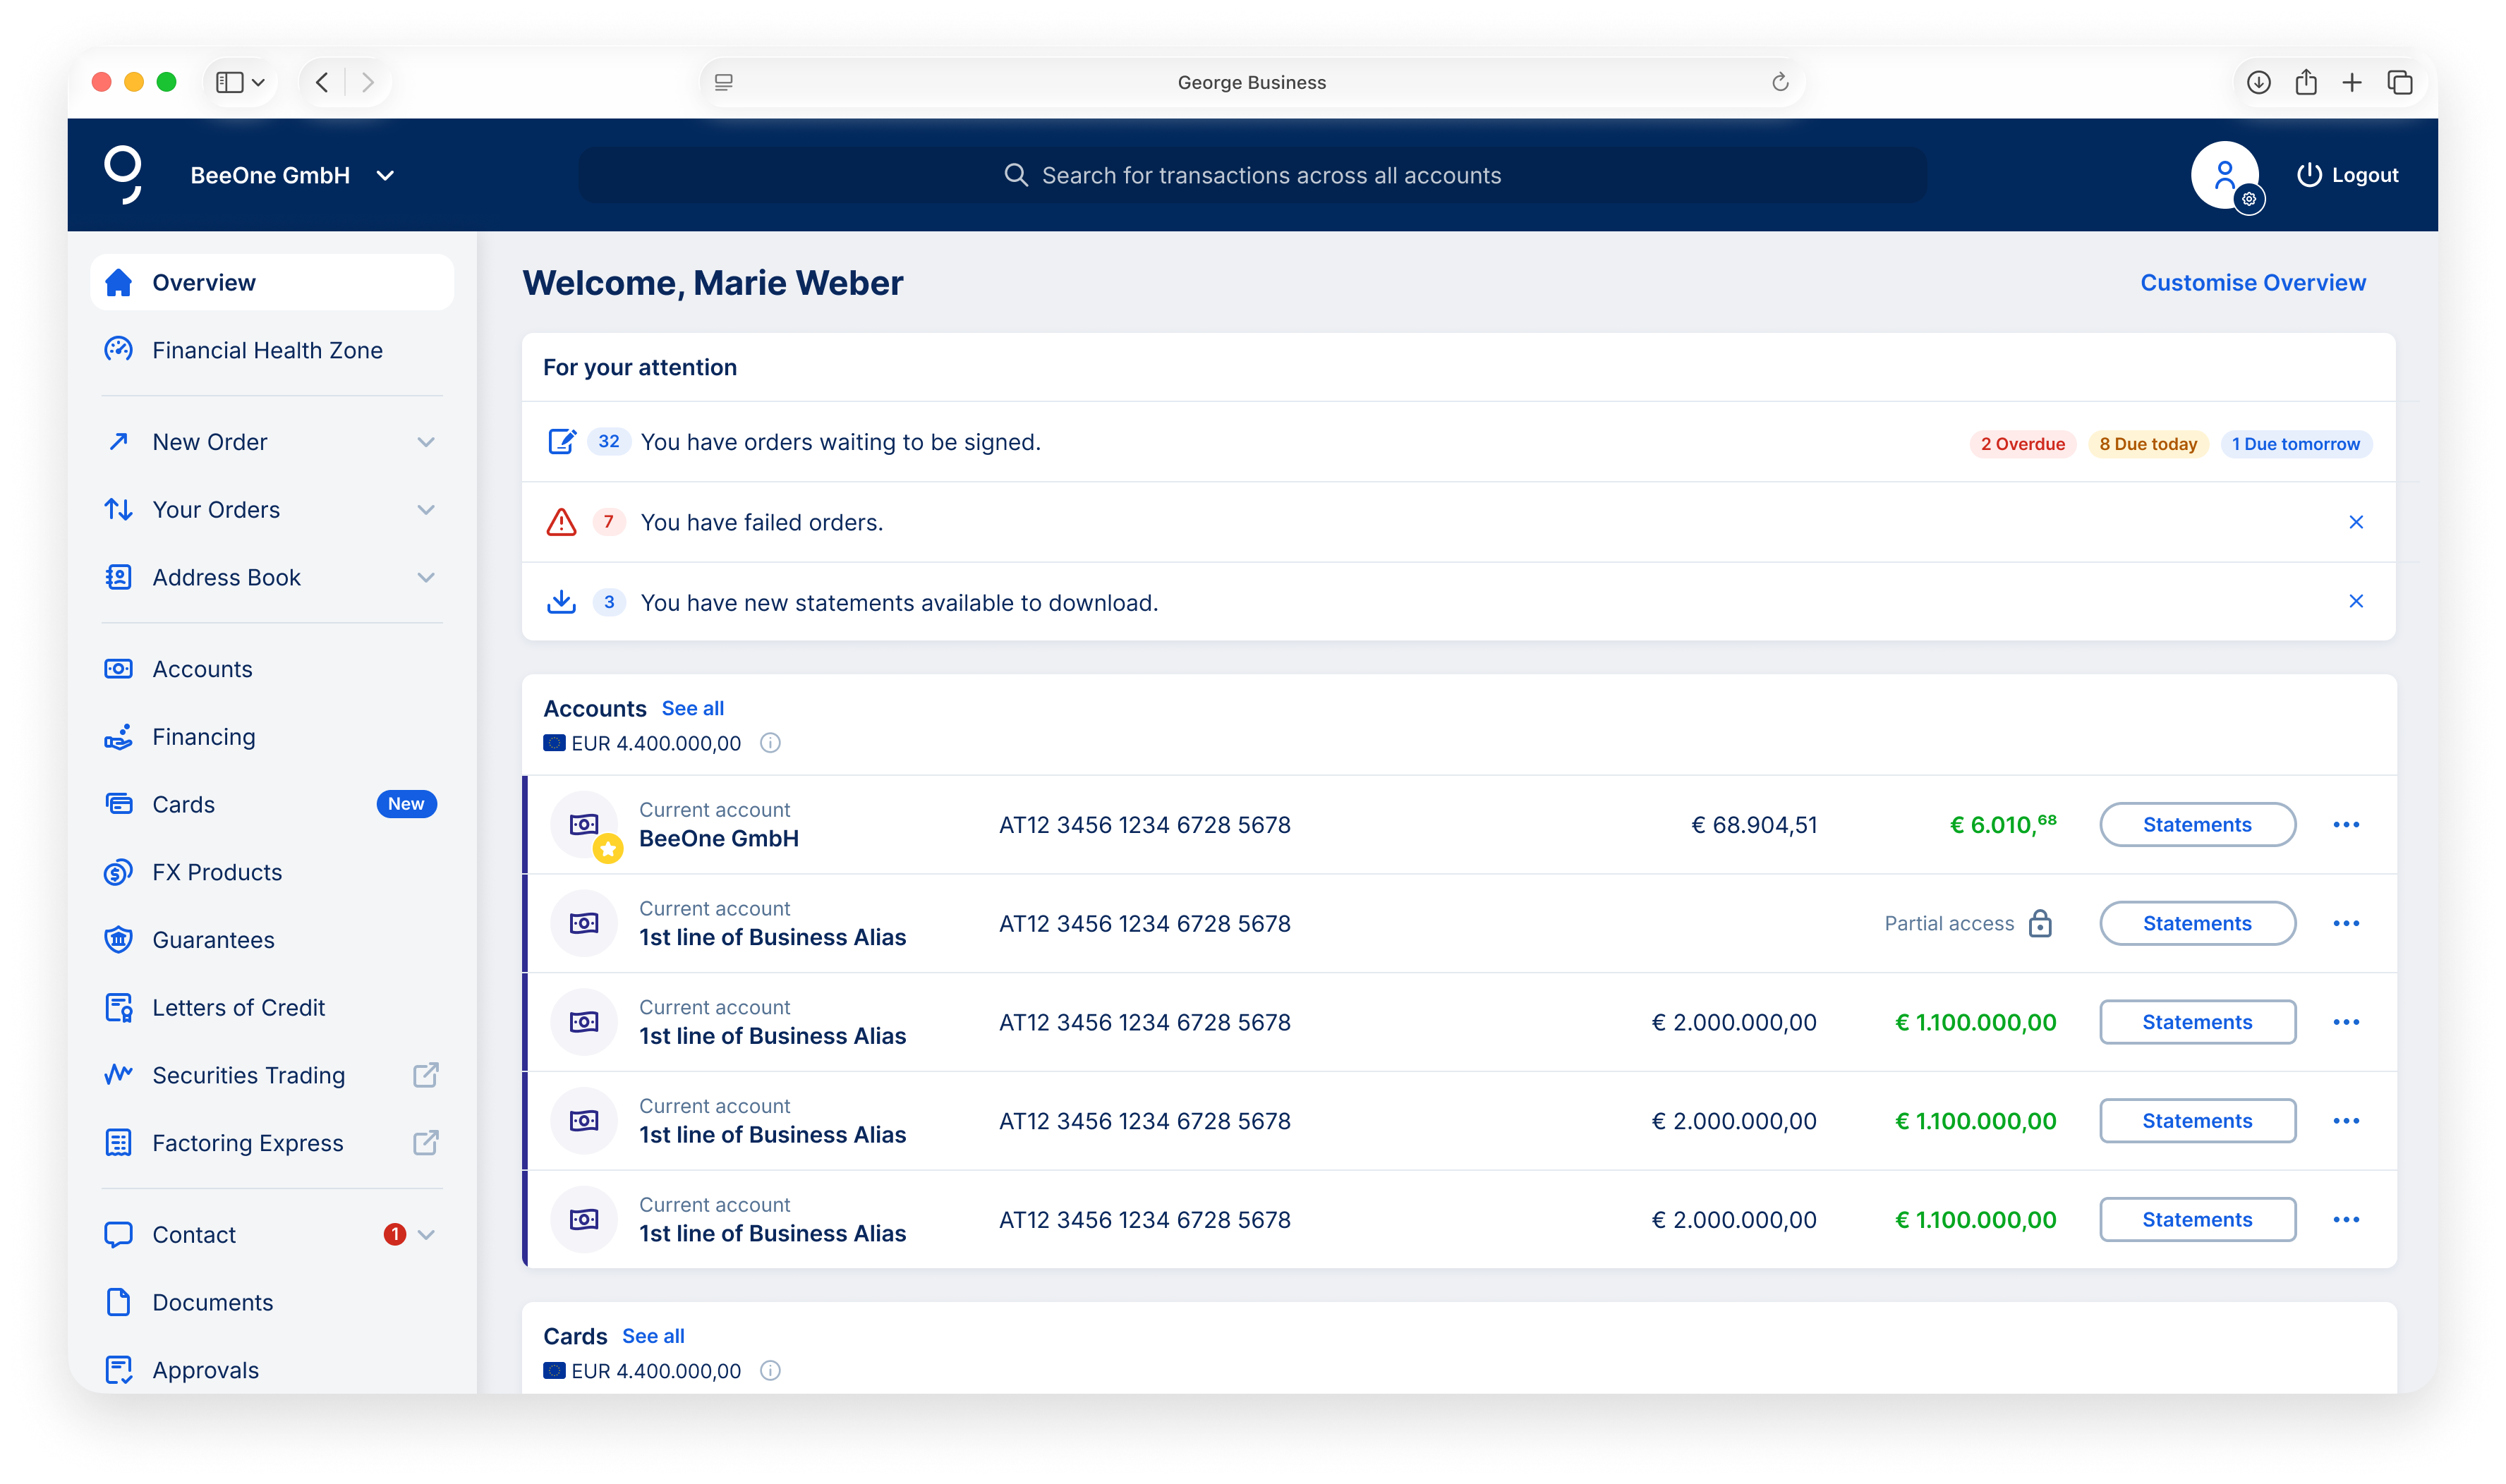 George Business
BeeOne GmbH
Search for transactions across all accounts
Logout
Overview
Financial Health Zone
New Order
Your Orders
Address Book
Accounts
Financing
Cards New
FX Products
Guarantees
Letters of Credit
Securities Trading
Factoring Express
Contact 1
Documents
Approvals
Welcome, Marie Weber
Customise Overview
For your attention
32 You have orders waiting to be signed. 2 Overdue 8 Due today 1 Due tomorrow
7 You have failed orders.
3 You have new statements available to download.
Accounts See all
EUR 4.400.000,00
Current account
BeeOne GmbH
AT12 3456 1234 6728 5678 € 68.904,51 € 6.010,⁶⁸ Statements
Current account
1st line of Business Alias
AT12 3456 1234 6728 5678 Partial access Statements
Current account
1st line of Business Alias
AT12 3456 1234 6728 5678 € 2.000.000,00 € 1.100.000,00 Statements
Current account
1st line of Business Alias
AT12 3456 1234 6728 5678 € 2.000.000,00 € 1.100.000,00 Statements
Current account
1st line of Business Alias
AT12 3456 1234 6728 5678 € 2.000.000,00 € 1.100.000,00 Statements
Cards See all
EUR 4.400.000,00